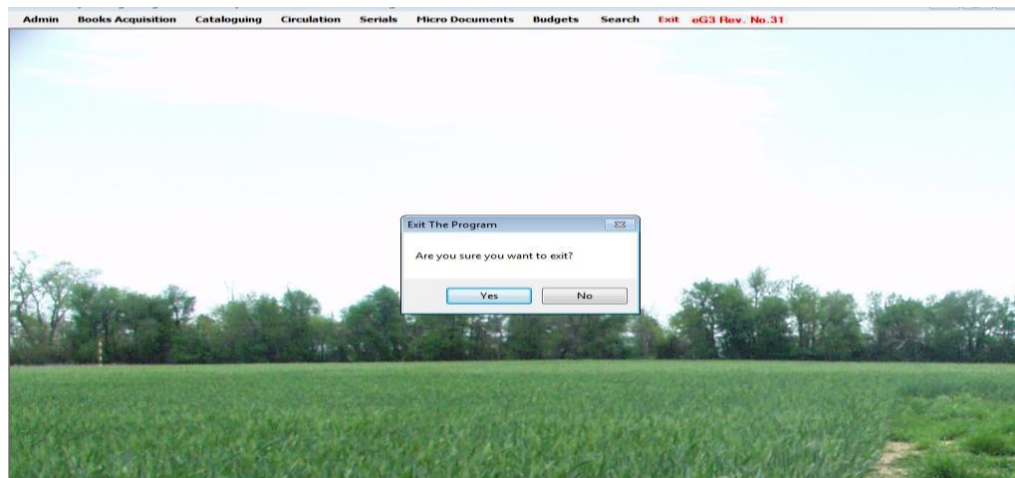 Admin Books Acquisition Cataloguing Circulation Serials Micro Documents Budgets Search Exit eG3 Rev. No.31
Exit The Program
Are you sure you want to exit?
Yes No